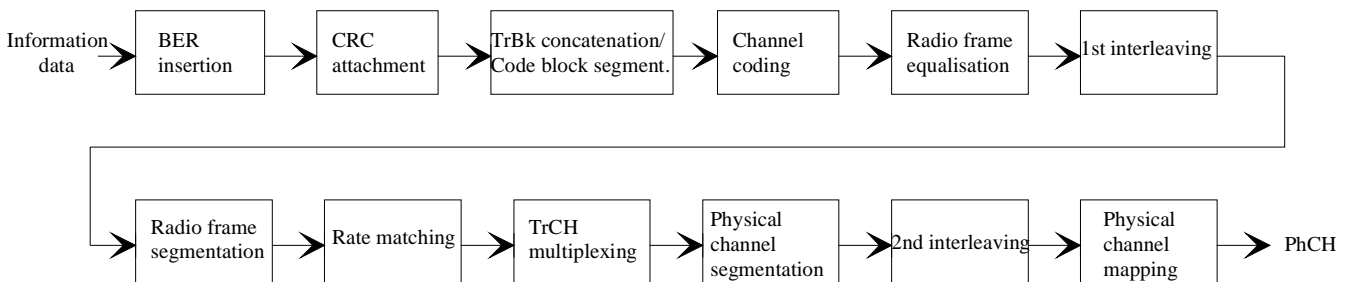 Information
data
BER
insertion
CRC
attachment
TrBk concatenation/
Code block segment.
Channel
coding
Radio frame
equalisation
1st interleaving
Radio frame
segmentation
Rate matching
TrCH
multiplexing
Physical
channel
segmentation
2nd interleaving
Physical
channel
mapping
PhCH